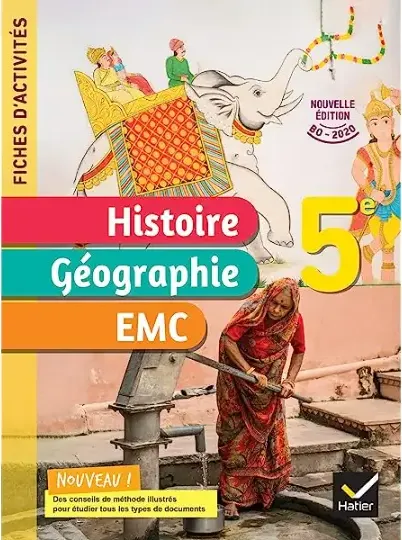 FICHES D'ACTIVITÉS
NOUVELLE
ÉDITION
BO - 2020
Histoire
Géographie
EMC
5e
NOUVEAU !
Des conseils de méthode illustrés
pour étudier tous les types de documents
Hatier